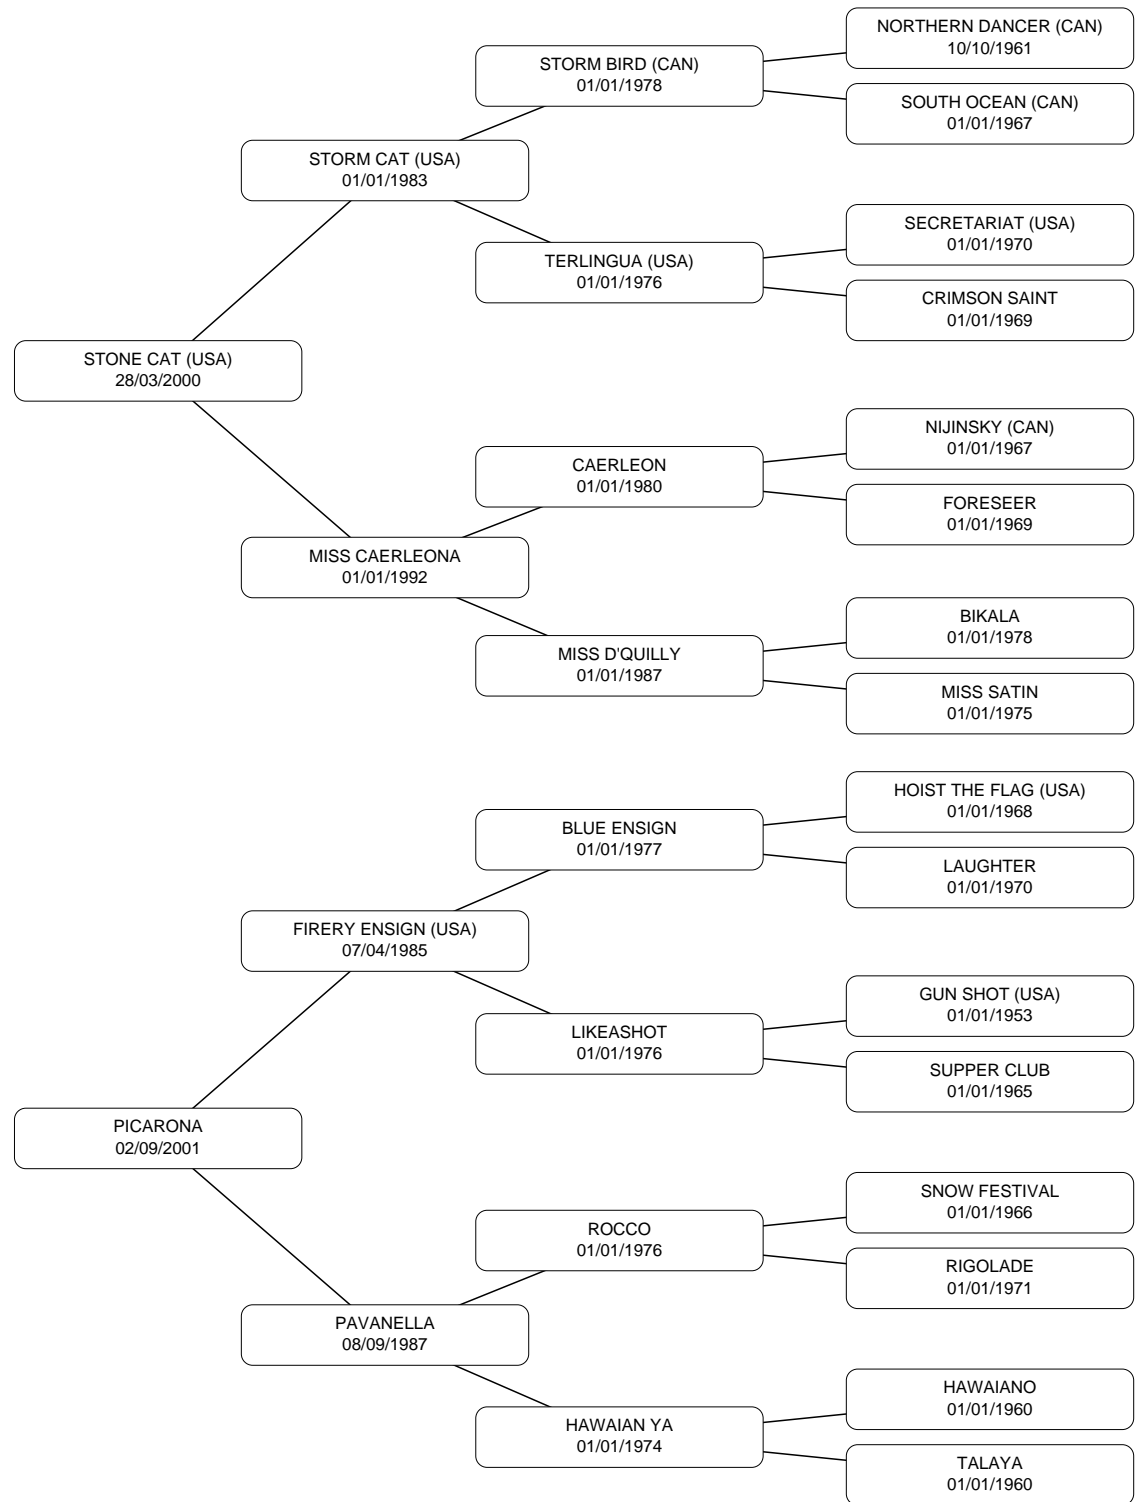 NORTHERN DANCER (CAN)
10/10/1961
STORM BIRD (CAN)
01/01/1978
SOUTH OCEAN (CAN)
01/01/1967
STORM CAT (USA)
01/01/1983
SECRETARIAT (USA)
01/01/1970
TERLINGUA (USA)
01/01/1976
CRIMSON SAINT
01/01/1969
STONE CAT (USA)
28/03/2000
NIJINSKY (CAN)
01/01/1967
CAERLEON
01/01/1980
FORESEER
01/01/1969
MISS CAERLEONA
01/01/1992
BIKALA
01/01/1978
MISS D'QUILLY
01/01/1987
MISS SATIN
01/01/1975
HOIST THE FLAG (USA)
01/01/1968
BLUE ENSIGN
01/01/1977
LAUGHTER
01/01/1970
FIRERY ENSIGN (USA)
07/04/1985
GUN SHOT (USA)
01/01/1953
LIKEASHOT
01/01/1976
SUPPER CLUB
01/01/1965
PICARONA
02/09/2001
SNOW FESTIVAL
01/01/1966
ROCCO
01/01/1976
RIGOLADE
01/01/1971
PAVANELLA
08/09/1987
HAWAIANO
01/01/1960
HAWAIAN YA
01/01/1974
TALAYA
01/01/1960